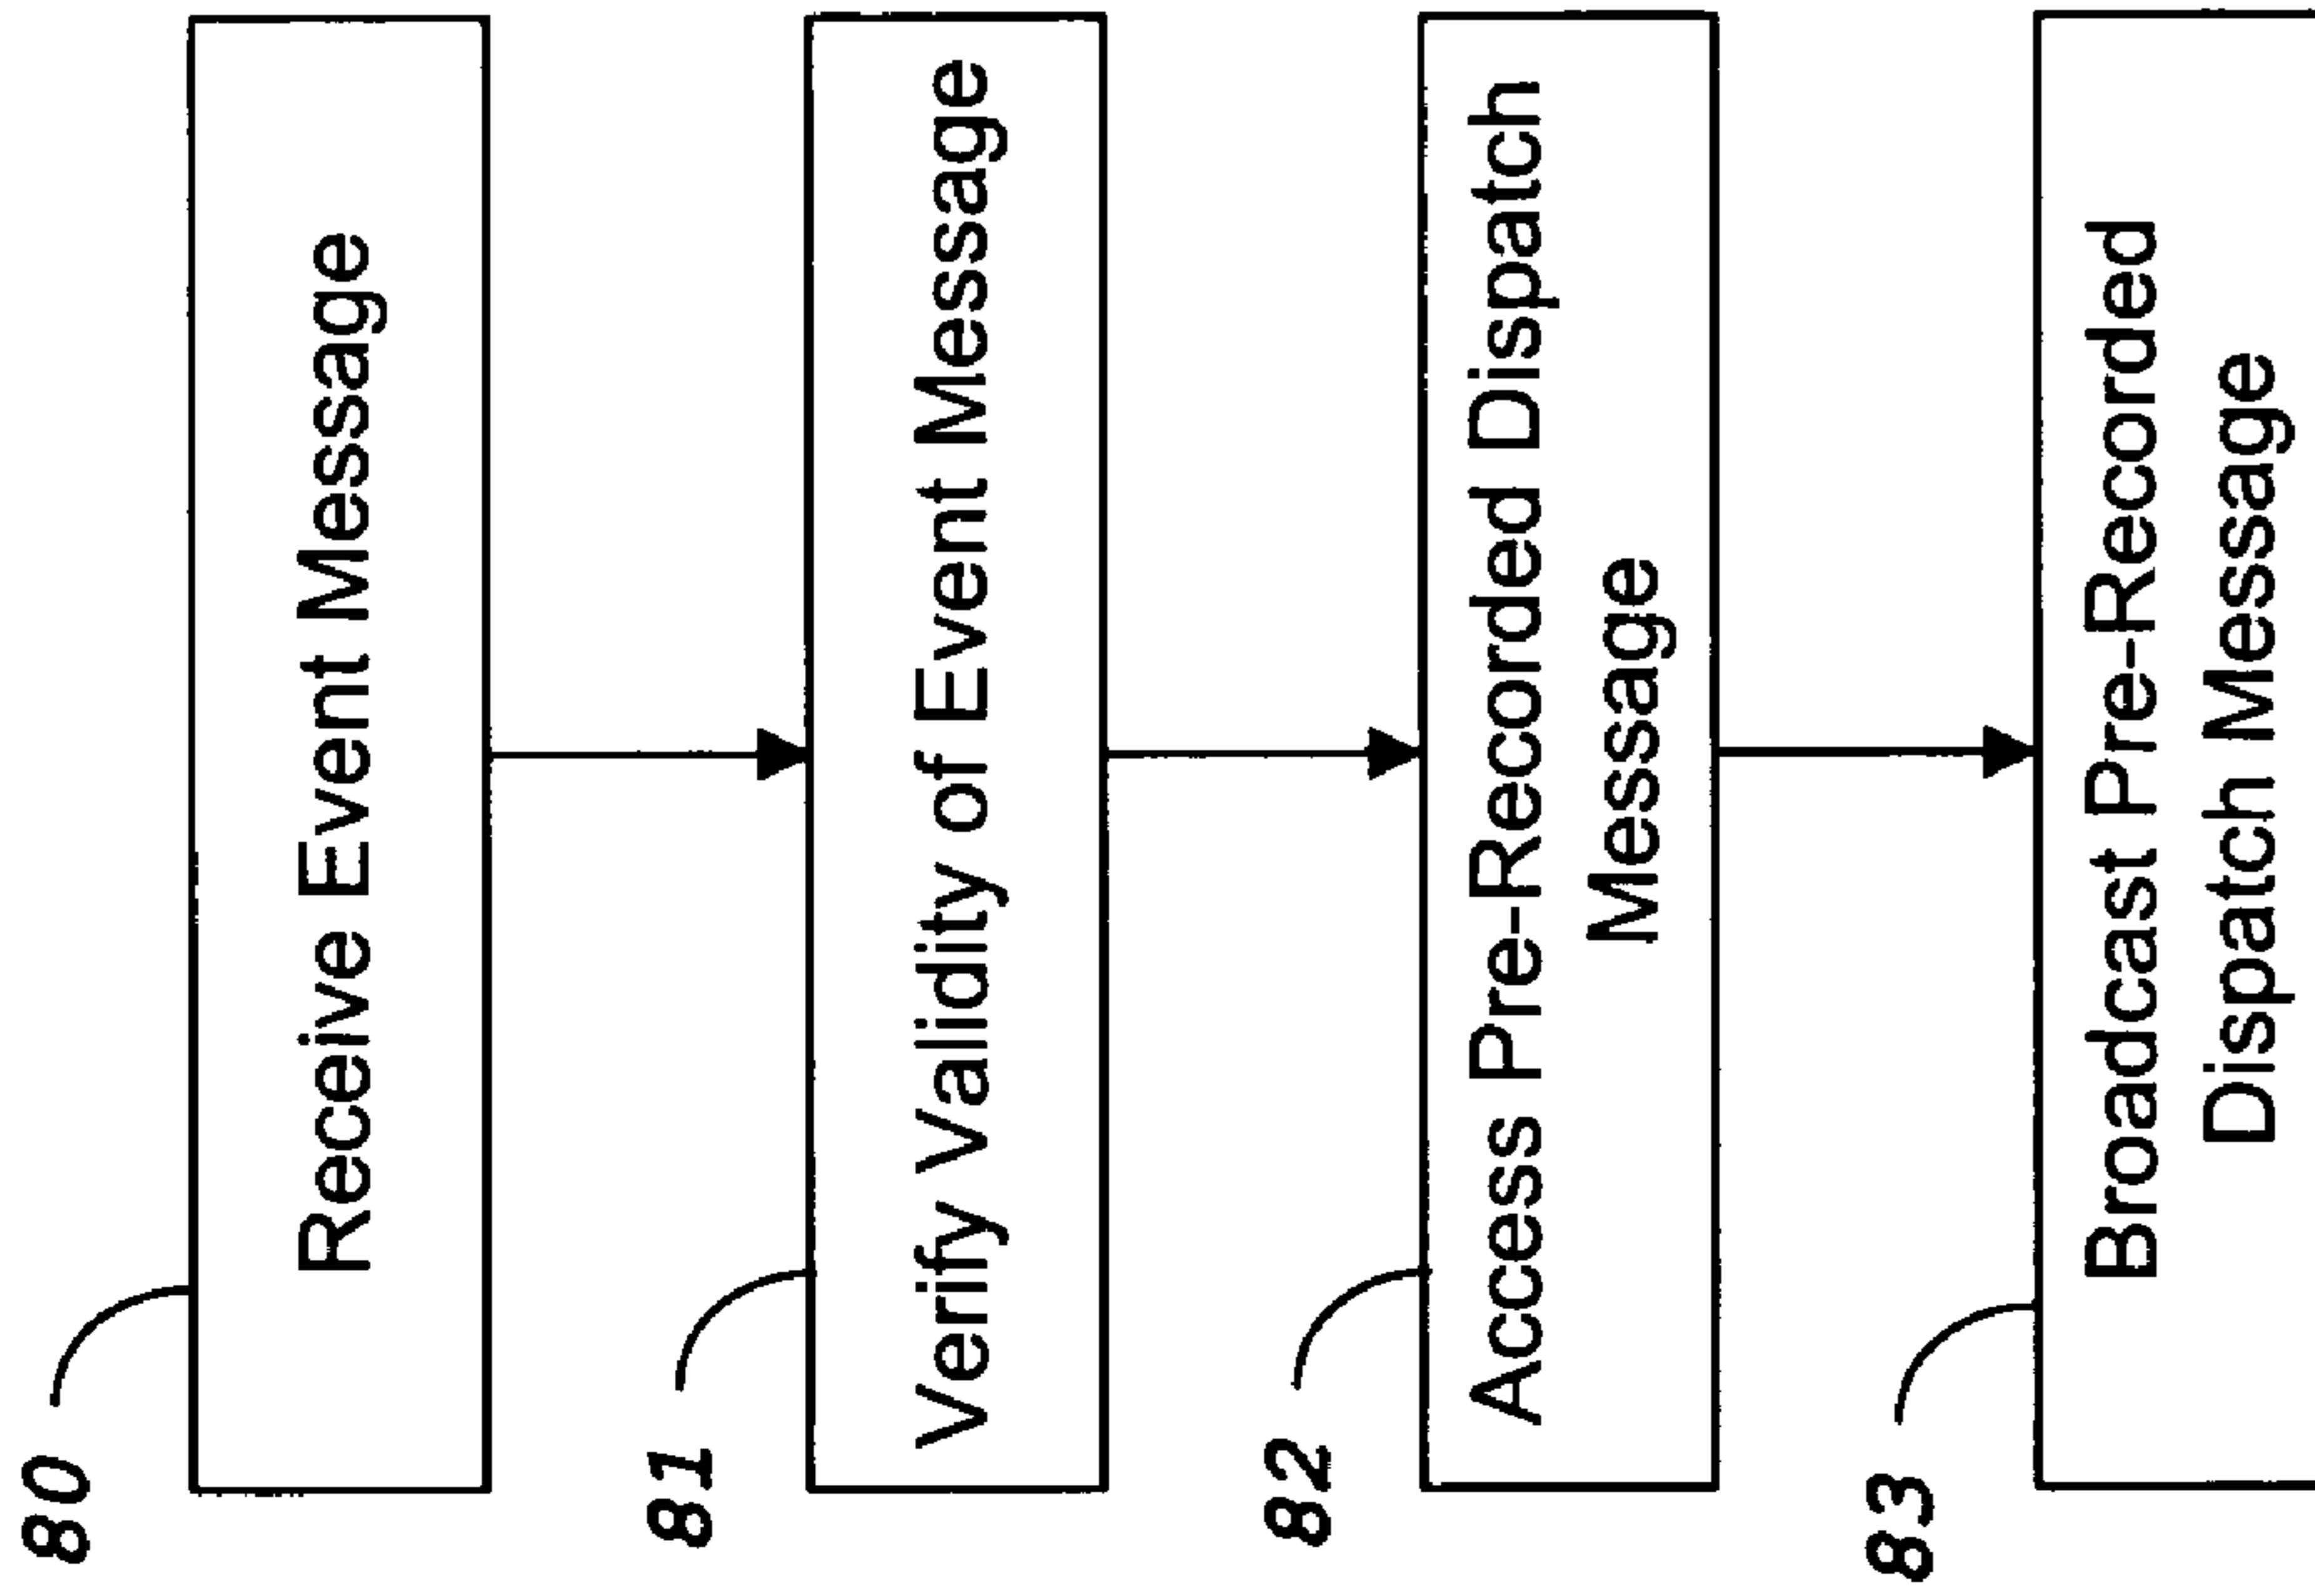 80
Receive Event Message
81
Verify Validity of Event Message
82
Access Pre-Recorded Dispatch
Message
83
Broadcast Pre-Recorded
Dispatch Message